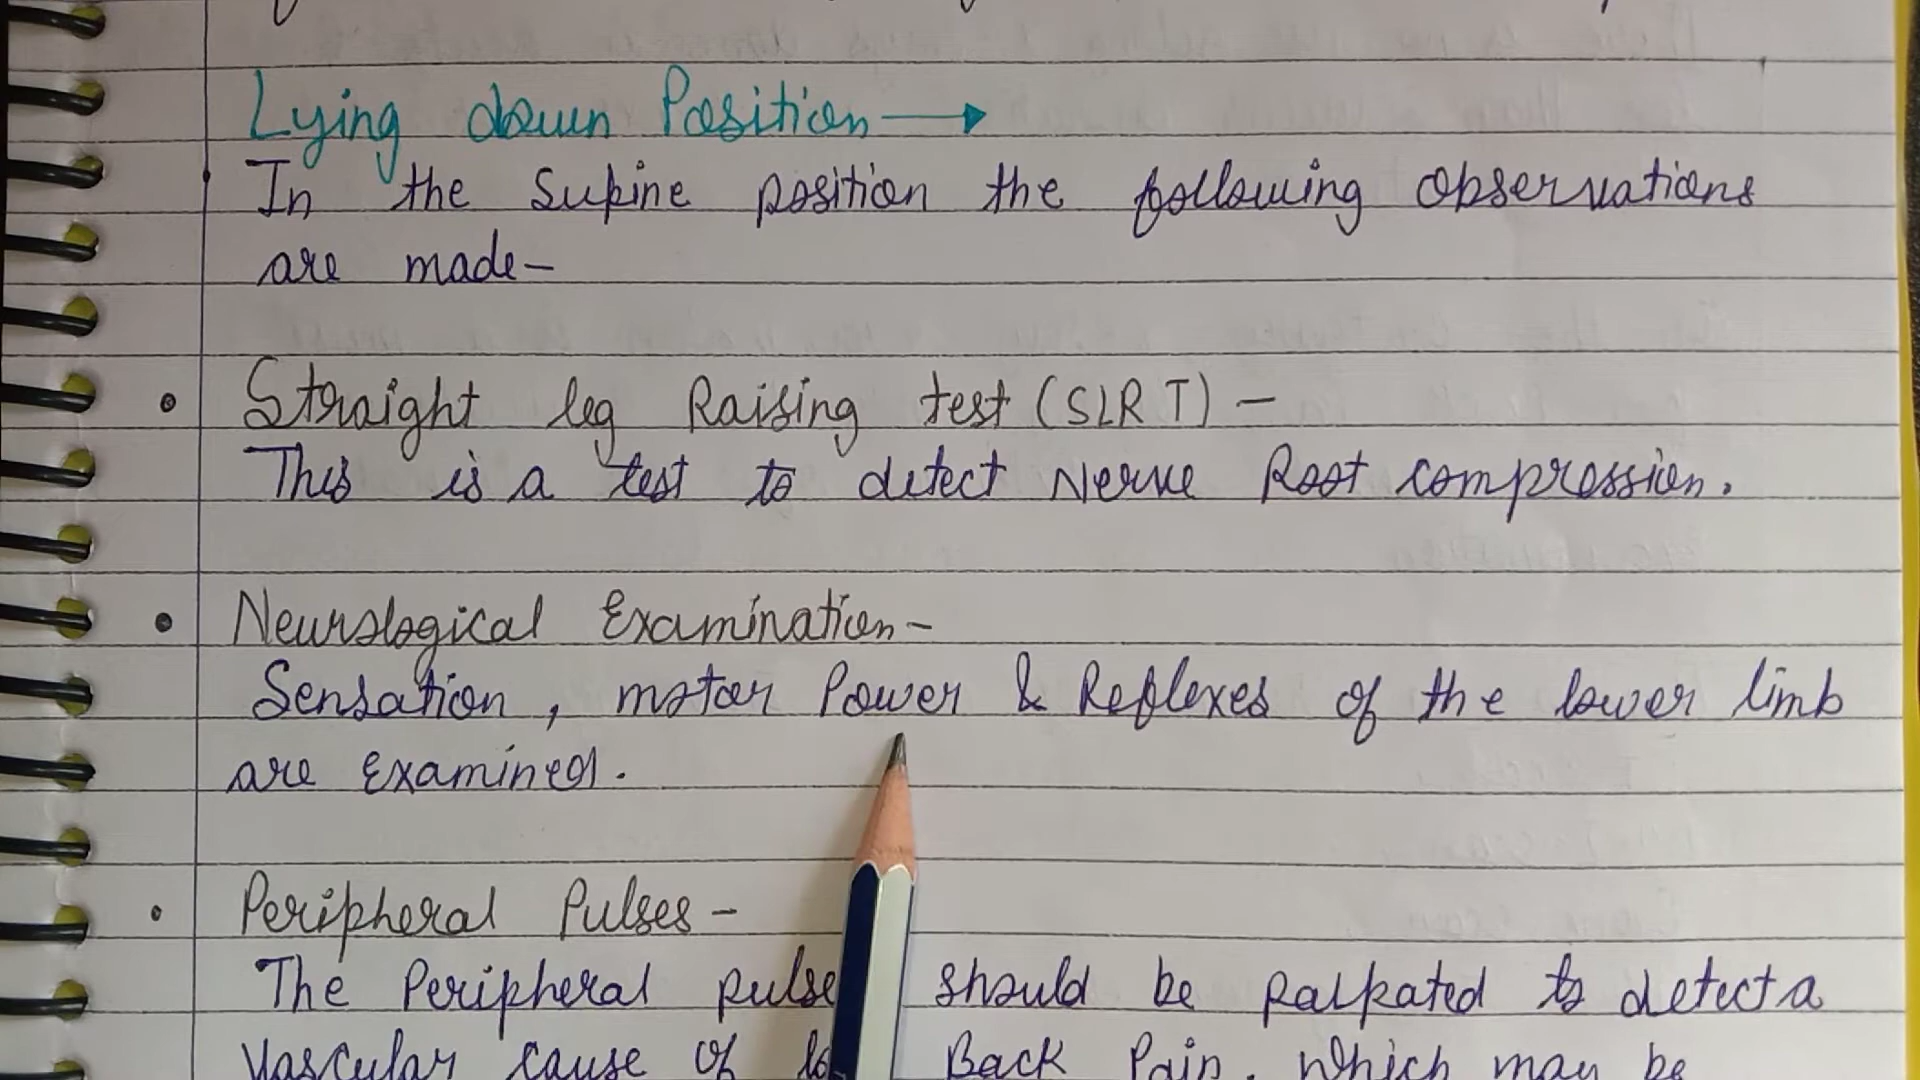 Lying down Position →
In the Supine position the following Observations
are made-
• Straight leg Raising test (SLRT) -
This is a test to detect Nerve Root compression.
• Neurological Examination-
Sensation, motor Power & Reflexes of the lower limb
are Examined.
• Peripheral Pulses -
The Peripheral pulse should be Palpated to detect a
Vascular cause of Back Pain. Which may be